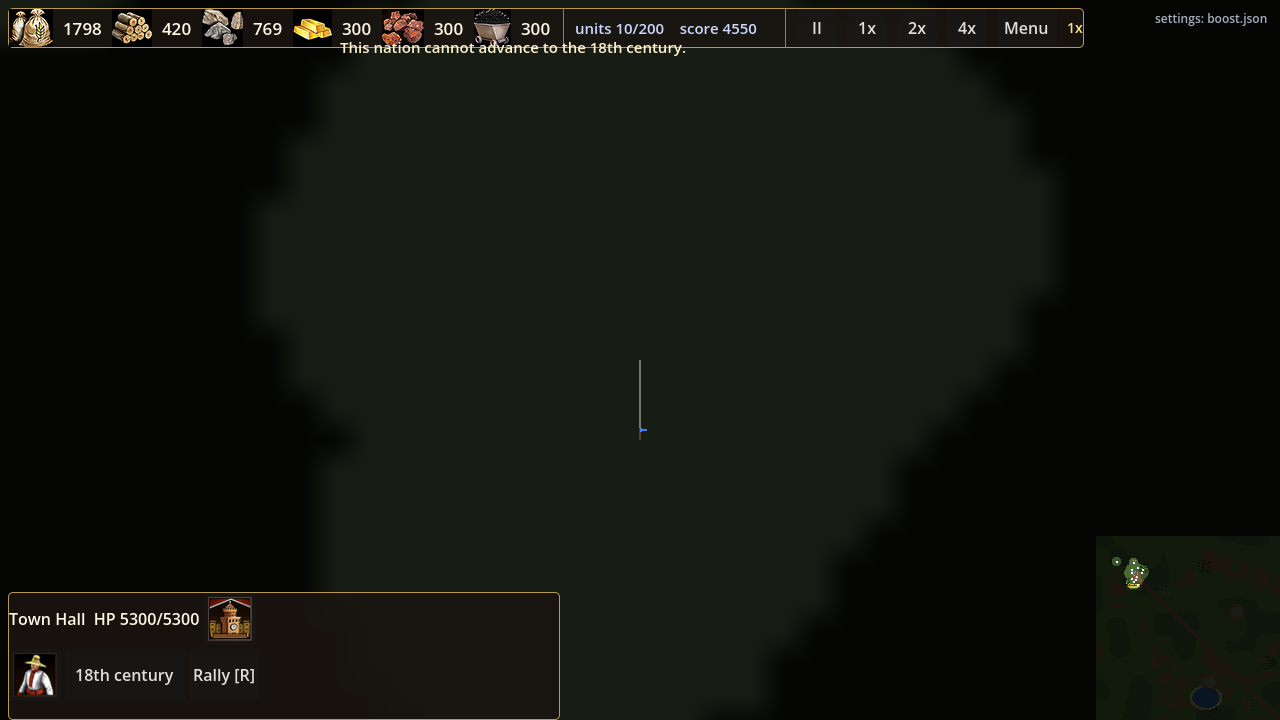 1798 420 769 300 300 300 units 10/200 score 4550 II 1x 2x 4x Menu 1x
settings: boost.json
This nation cannot advance to the 18th century.
Town Hall HP 5300/5300
18th century Rally [R]